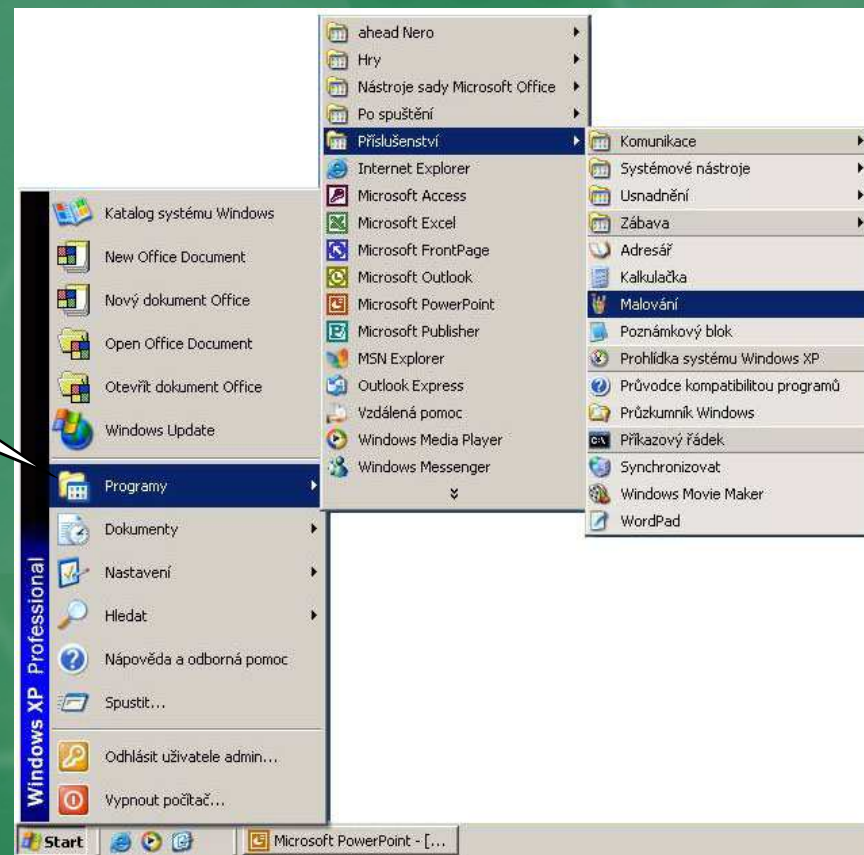 ahead Nero
Hry
Nástroje sady Microsoft Office
Po spuštění
Příslušenství
Internet Explorer
Microsoft Access
Microsoft Excel
Microsoft FrontPage
Microsoft Outlook
Microsoft PowerPoint
Microsoft Publisher
MSN Explorer
Outlook Express
Vzdálená pomoc
Windows Media Player
Windows Messenger
Komunikace
Systémové nástroje
Usnadnění
Zábava
Adresář
Kalkulačka
Malování
Poznámkový blok
Prohlídka systému Windows XP
Průvodce kompatibilitou programů
Průzkumník Windows
Příkazový řádek
Synchronizovat
Windows Movie Maker
WordPad
Katalog systému Windows
New Office Document
Nový dokument Office
Open Office Document
Otevřít dokument Office
Windows Update
Programy
Dokumenty
Nastavení
Hledat
Nápověda a odborná pomoc
Spustit...
Odhlásit uživatele admin...
Vypnout počítač...
Windows XP Professional
Start
Microsoft PowerPoint - [...